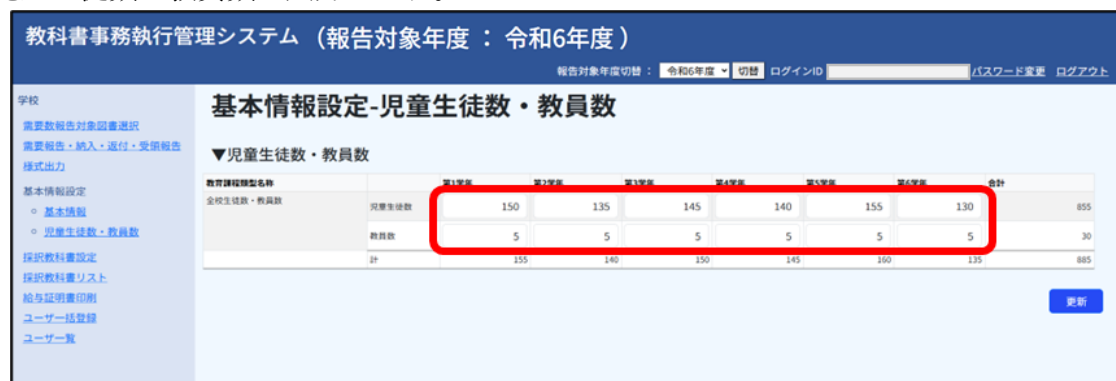 教科書事務執行管理システム （報告対象年度 ： 令和6年度 ）
報告対象年度切替 ： 令和6年度 切替 ログインID パスワード変更 ログアウト
学校
需要数報告対象図書選択
需要報告・納入・返付・受領報告
様式出力
基本情報設定
基本情報
児童生徒数・教員数
採択教科書設定
採択教科書リスト
給与証明書印刷
ユーザー括登録
ユーザー覧
基本情報設定-児童生徒数・教員数
▼児童生徒数・教員数
教育課程類型名称 第1学年 第2学年 第3学年 第4学年 第5学年 第6学年 合計
全校生徒数・教員数 児童生徒数 150 135 145 140 155 130 855
教員数 5 5 5 5 5 5 30
計 155 140 150 145 160 135 885
更新